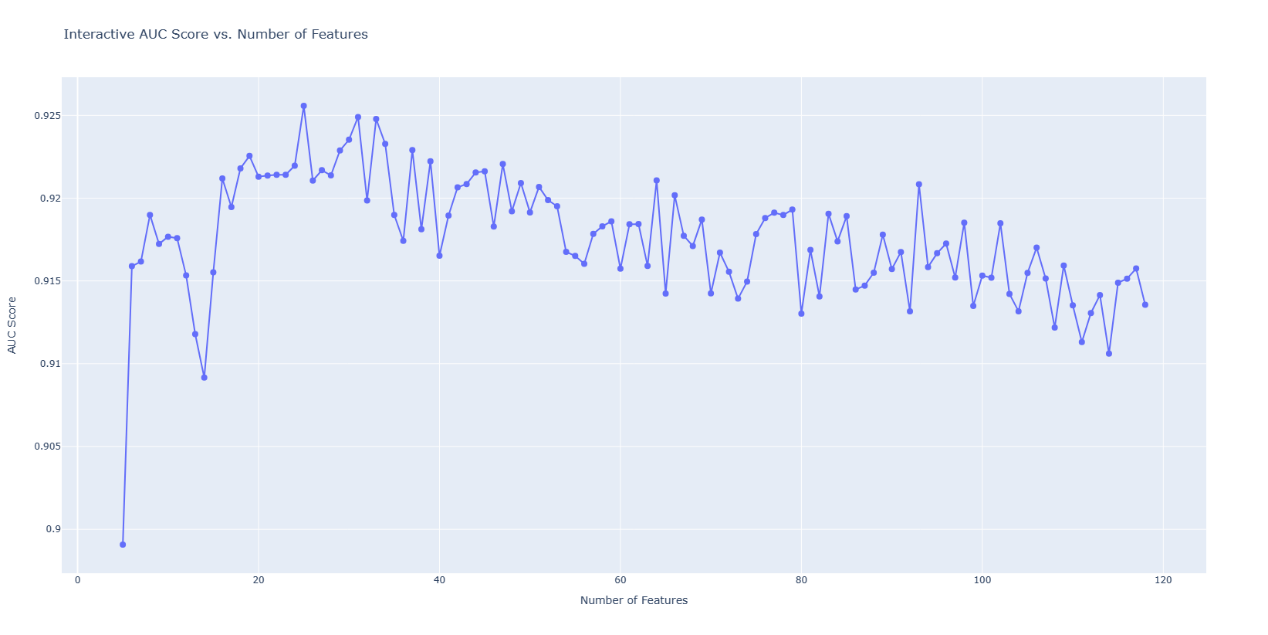 Interactive AUC Score vs. Number of Features
0.925
0.92
0.915
0.91
0.905
0.9
AUC Score
0 20 40 60 80 100 120
Number of Features